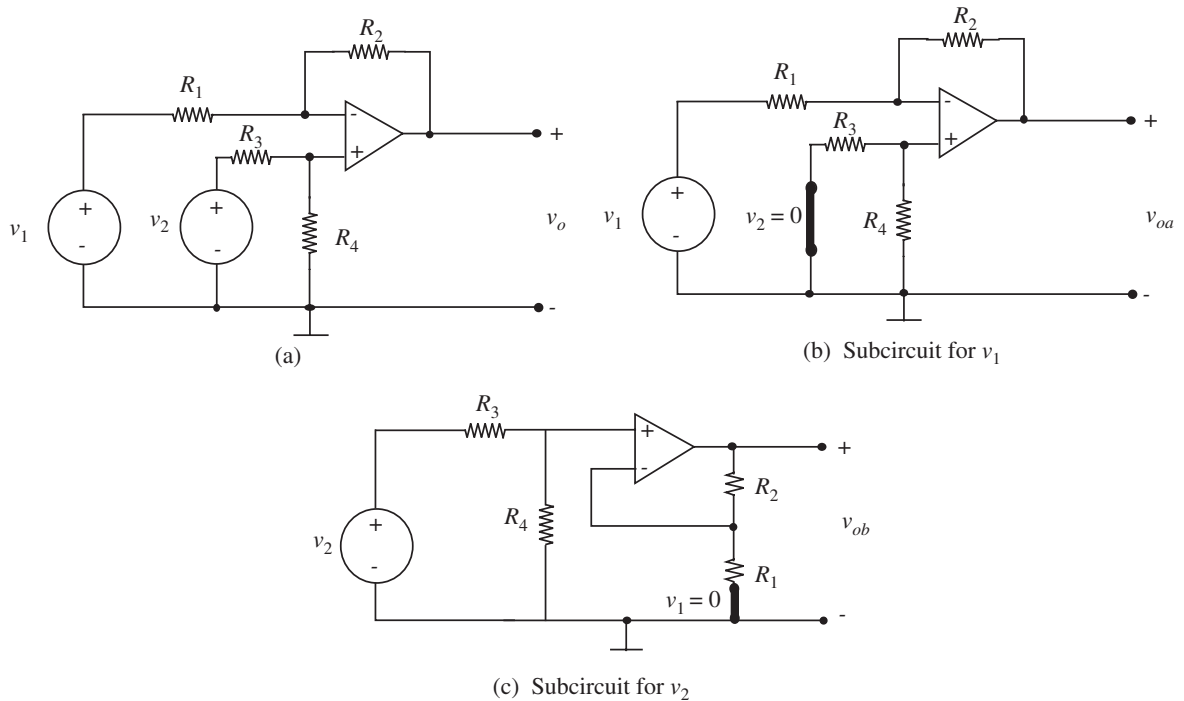 R2
R1
-
R3
+
+
v1
+
-
v2
+
-
R4
vo
-
(a)
R2
R1
-
R3
+
+
v1
+
-
v2 = 0
R4
voa
-
(b) Subcircuit for v1
R3
+
-
+
R2
v2
+
-
R4
vob
R1
v1 = 0
-
(c) Subcircuit for v2